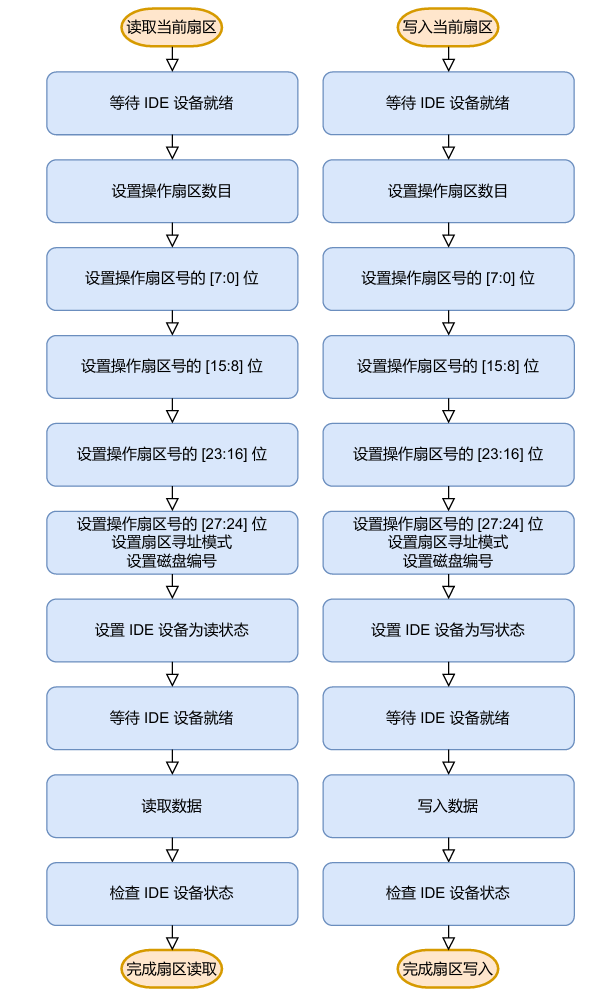 读取当前扇区
等待 IDE 设备就绪
设置操作扇区数目
设置操作扇区号的 [7:0] 位
设置操作扇区号的 [15:8] 位
设置操作扇区号的 [23:16] 位
设置操作扇区号的 [27:24] 位
设置扇区寻址模式
设置磁盘编号
设置 IDE 设备为读状态
等待 IDE 设备就绪
读取数据
检查 IDE 设备状态
完成扇区读取
写入当前扇区
等待 IDE 设备就绪
设置操作扇区数目
设置操作扇区号的 [7:0] 位
设置操作扇区号的 [15:8] 位
设置操作扇区号的 [23:16] 位
设置操作扇区号的 [27:24] 位
设置扇区寻址模式
设置磁盘编号
设置 IDE 设备为写状态
等待 IDE 设备就绪
写入数据
检查 IDE 设备状态
完成扇区写入